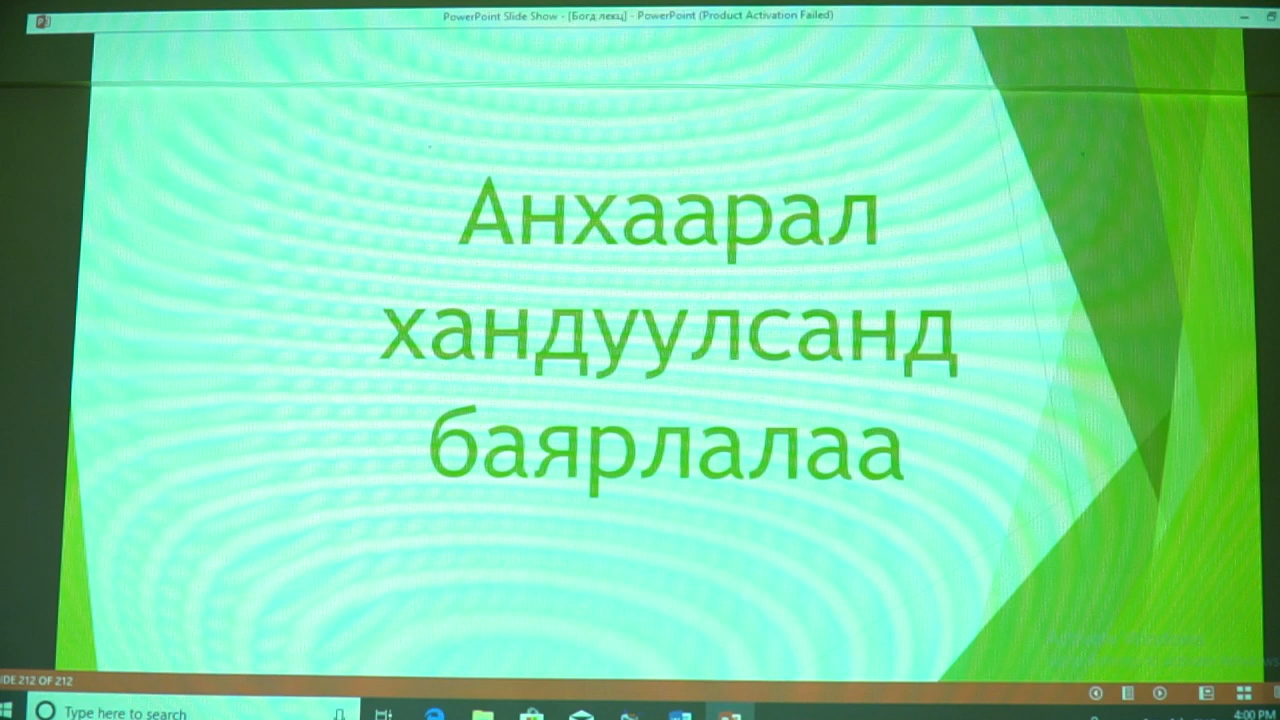 PowerPoint Slide Show - [Богд лекц] - PowerPoint (Product Activation Failed)
Анхаарал
хандуулсанд
баярлалаа
IDE 212 OF 212
Type here to search
4:00 PM